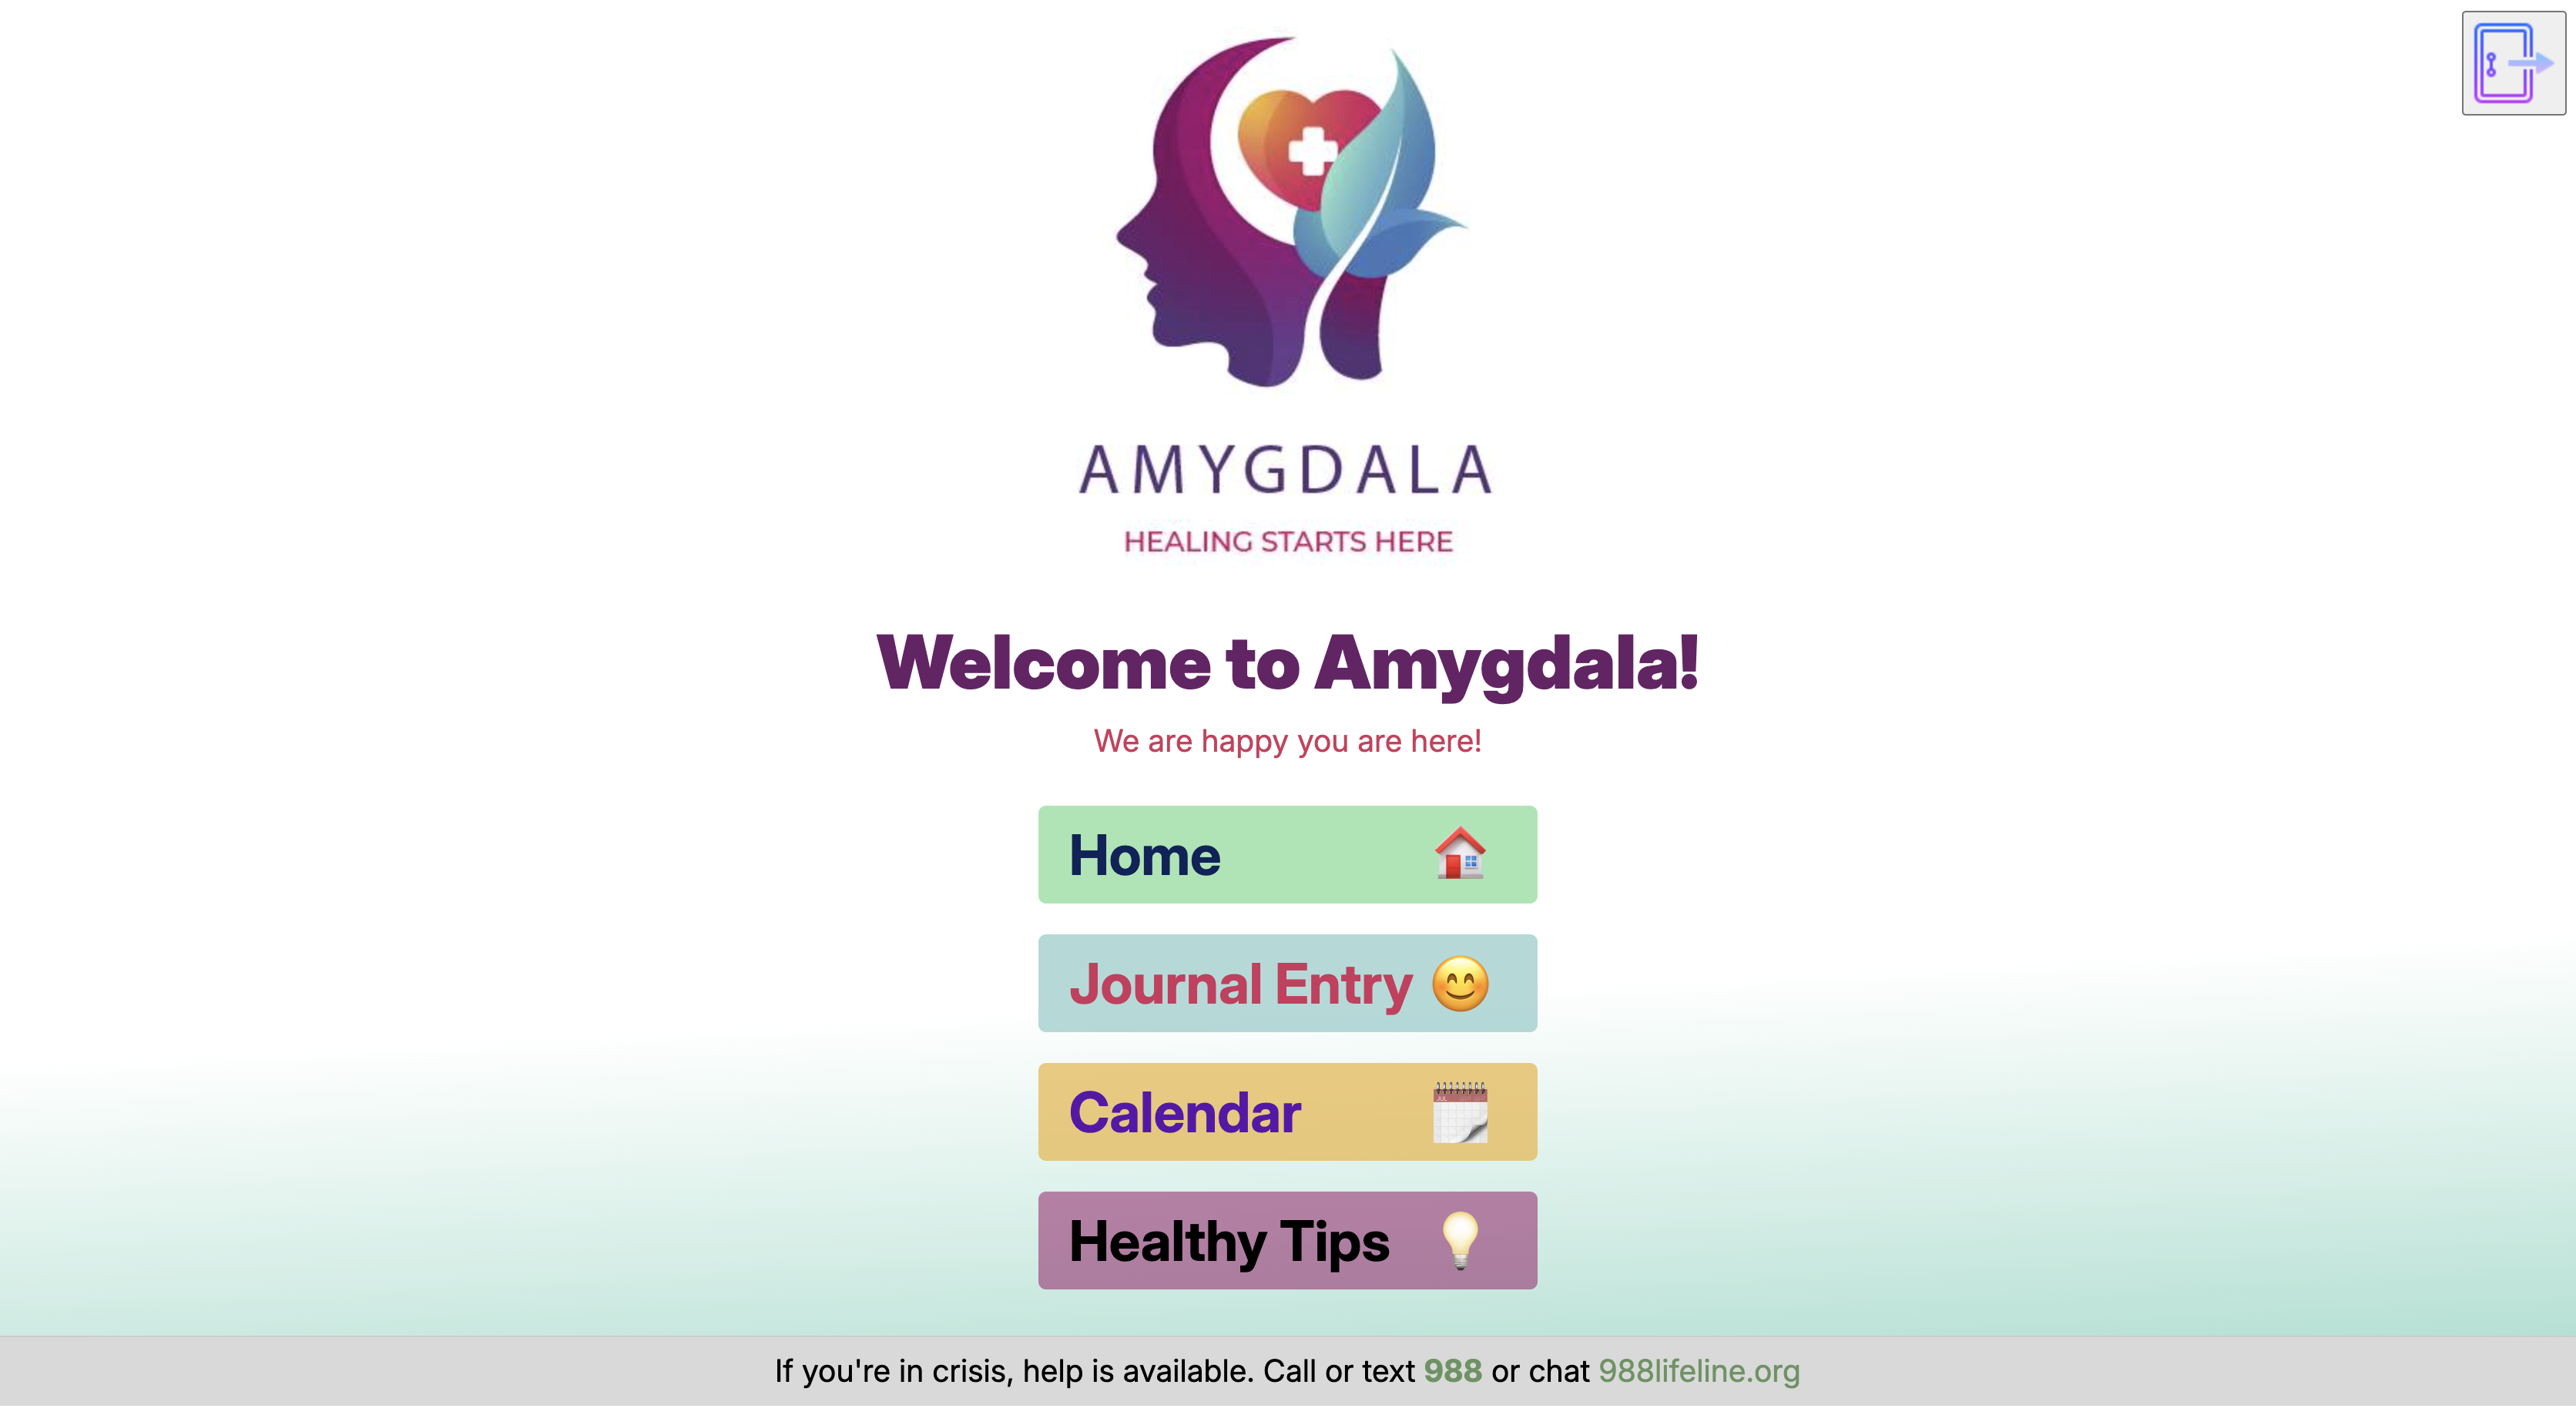 AMYGDALA
HEALING STARTS HERE
Welcome to Amygdala!
We are happy you are here!
Home
Journal Entry
Calendar
JUL
Healthy Tips
If you're in crisis, help is available. Call or text 988 or chat 988lifeline.org